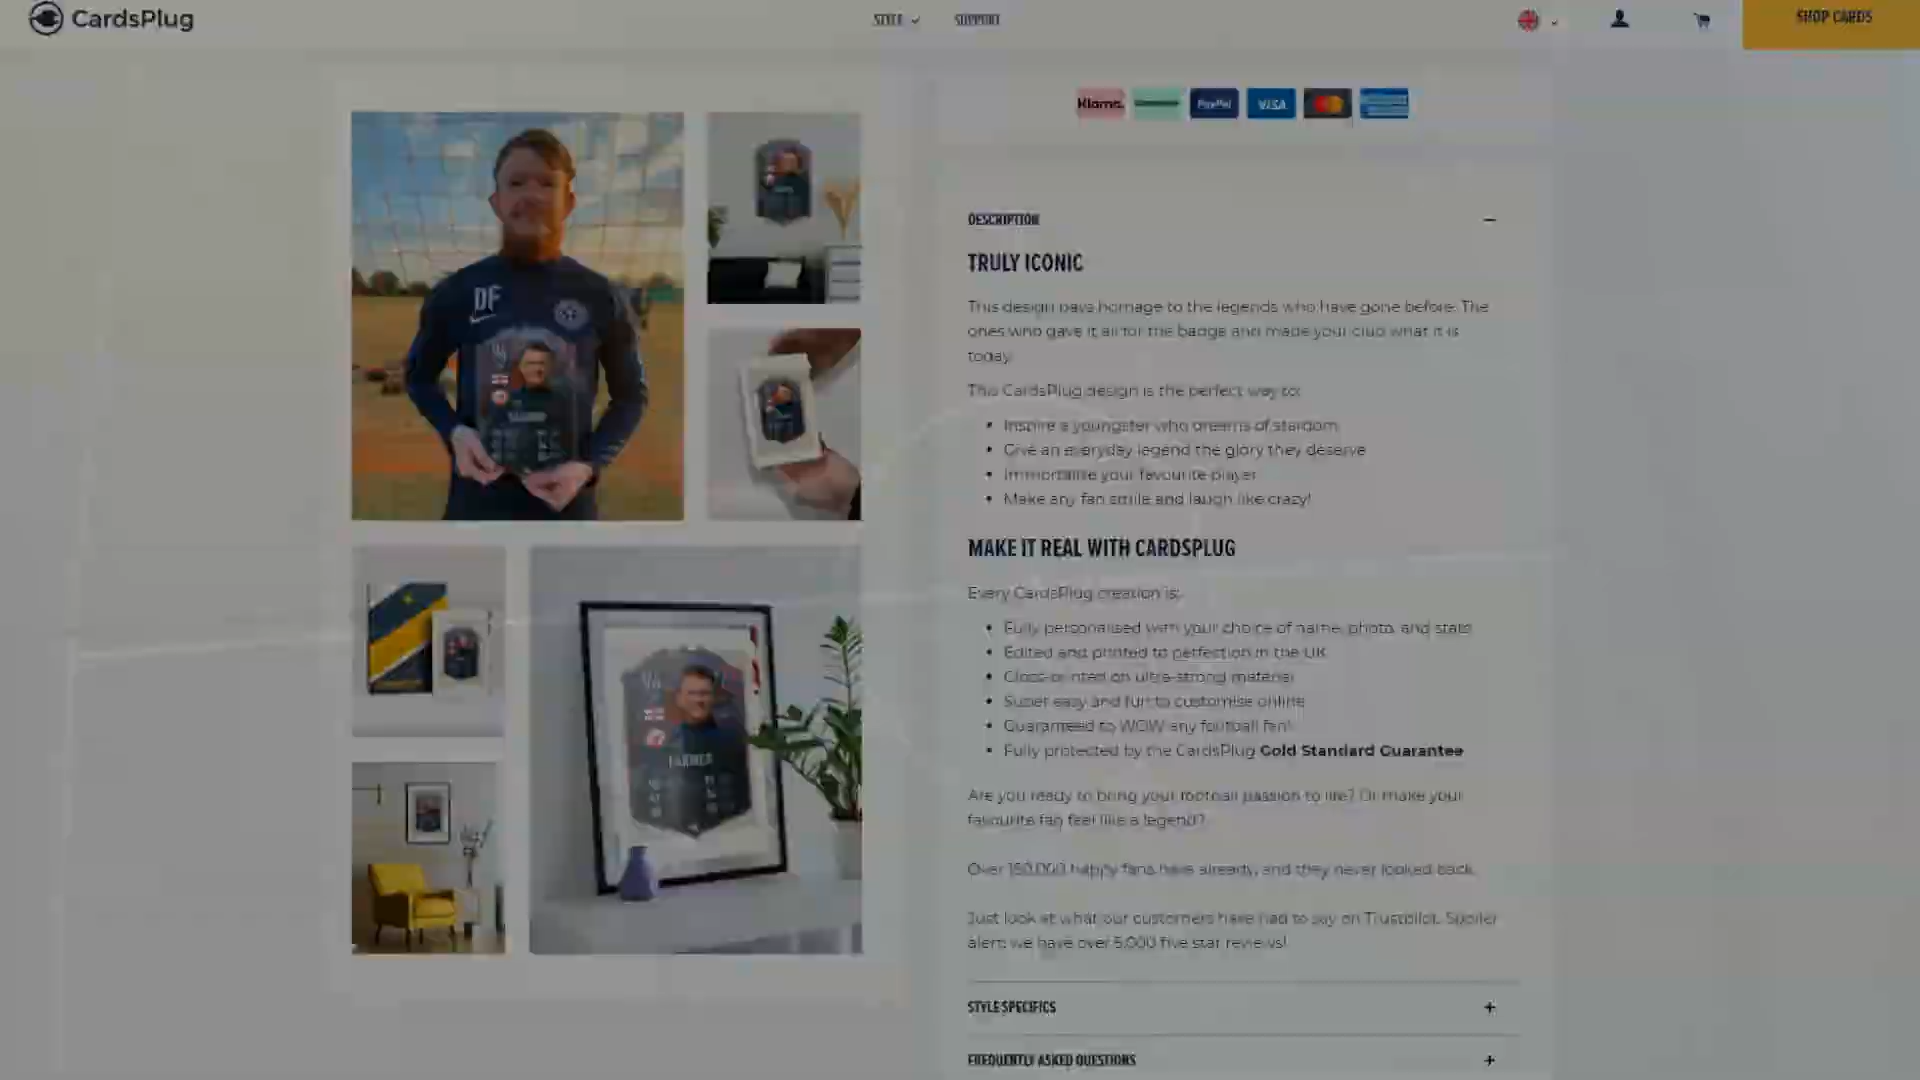 CardsPlug
STYLE
SUPPORT
SHOP CARDS
Klarna.
PayPal
VISA
DF
FARMER
DESCRIPTION
TRULY ICONIC
This design pays homage to the legends who have gone before. The
ones who gave it all for the badge and made your club what it is
today.
This CardsPlug design is the perfect way to:
Inspire a youngster who dreams of stardom
Give an everyday legend the glory they deserve
Immortalise your favourite player
Make any fan smile and laugh like crazy!
MAKE IT REAL WITH CARDSPLUG
Every CardsPlug creation is:
Fully personalised with your choice of name, photo, and stats
Edited and printed to perfection in the UK
Gloss-printed on ultra-strong material
Super easy and fun to customise online
Guaranteed to WOW any football fan!
Fully protected by the CardsPlug Gold Standard Guarantee
Are you ready to bring your football passion to life? Or make your
favourite fan feel like a legend?
Over 150,000 happy fans have already, and they never looked back.
Just look at what our customers have had to say on Trustpilot. Spoiler
alert: we have over 5,000 five star reviews!
STYLE SPECIFICS
FREQUENTLY ASKED QUESTIONS